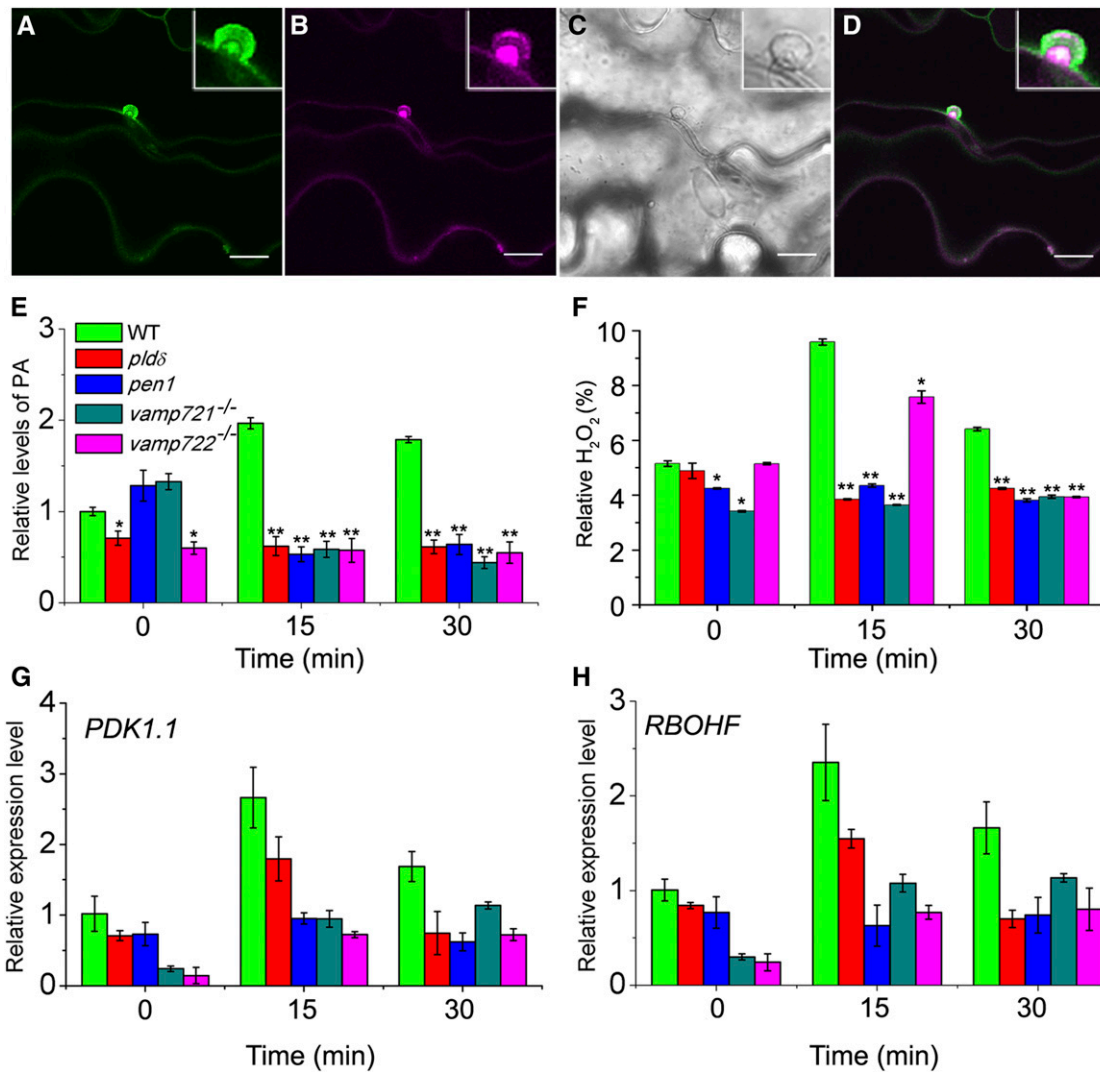 A
B
C
D
E
Relative levels of PA
3
2
1
0
WT
pldδ
pen1
vamp721⁻/⁻
vamp722⁻/⁻
*
*
**
**
**
**
**
**
**
**
0
15
30
Time (min)
F
Relative H₂O₂ (%)
10
8
6
4
2
0
*
*
**
**
**
*
**
**
**
**
0
15
30
Time (min)
G
PDK1.1
Relative expression level
4
3
2
1
0
0
15
30
Time (min)
H
RBOHF
Relative expression level
3
2
1
0
0
15
30
Time (min)